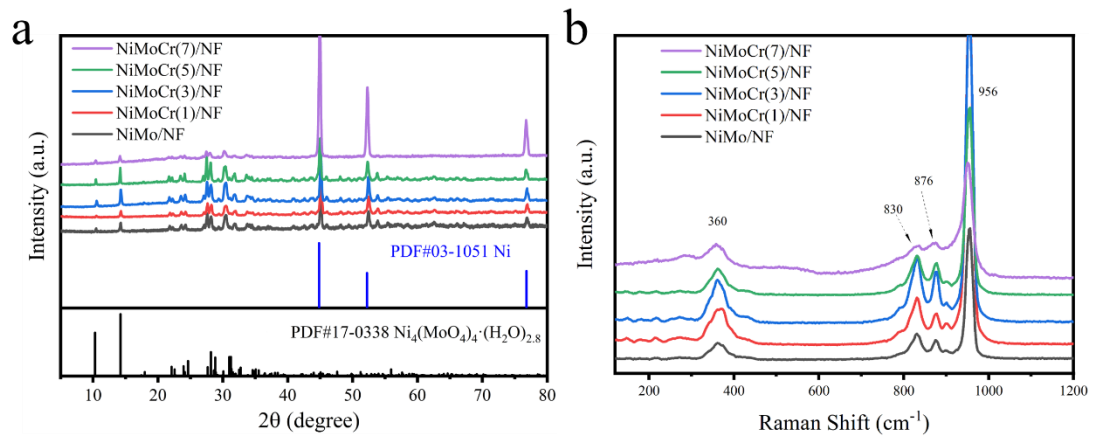 a
Intensity (a.u.)
NiMoCr(7)/NF
NiMoCr(5)/NF
NiMoCr(3)/NF
NiMoCr(1)/NF
NiMo/NF
PDF#03-1051 Ni
PDF#17-0338 Ni₄(MoO₄)₄·(H₂O)₂.₈
10 20 30 40 50 60 70 80
2θ (degree)
b
Intensity (a.u.)
NiMoCr(7)/NF
NiMoCr(5)/NF
NiMoCr(3)/NF
NiMoCr(1)/NF
NiMo/NF
956
876
830
360
200 400 600 800 1000 1200
Raman Shift (cm⁻¹)